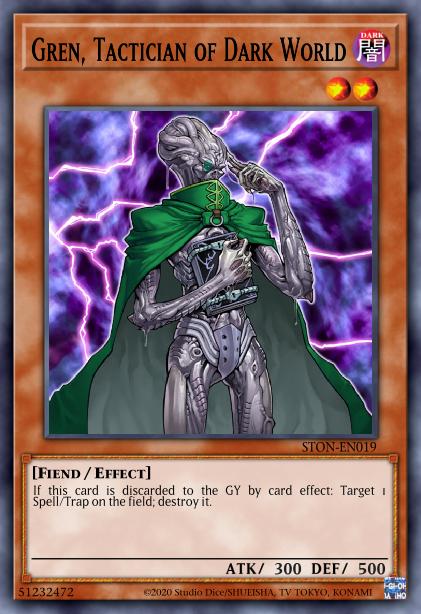 Gren, Tactician of Dark World
DARK
闇
STON-EN019
[Fiend / Effect]
If this card is discarded to the GY by card effect: Target 1
Spell/Trap on the field; destroy it.
ATK/ 300 DEF/ 500
51232472
©2020 Studio Dice/SHUEISHA, TV TOKYO, KONAMI